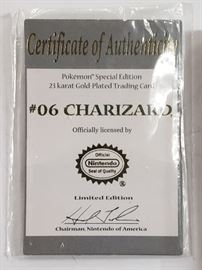 Certificate of Authenticity
Pokemon™ Special Edition
23 karat Gold-Plated Trading Card
#06 CHARIZARD
Officially licensed by
Official
Nintendo
Seal of Quality
®
Limited Edition
Chairman, Nintendo of America